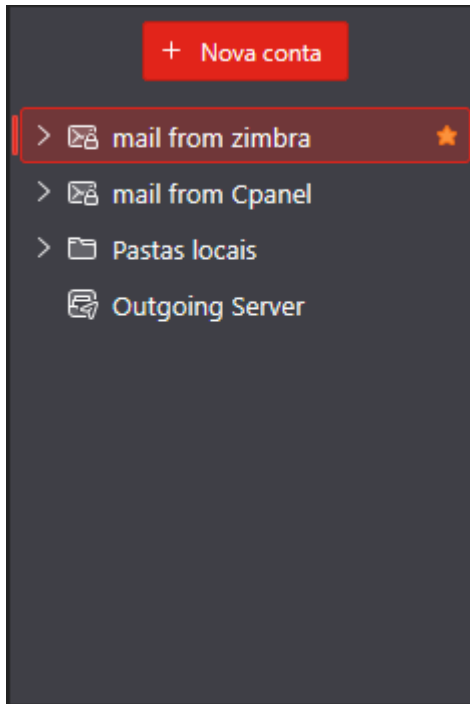 + Nova conta
mail from zimbra
mail from Cpanel
Pastas locais
Outgoing Server